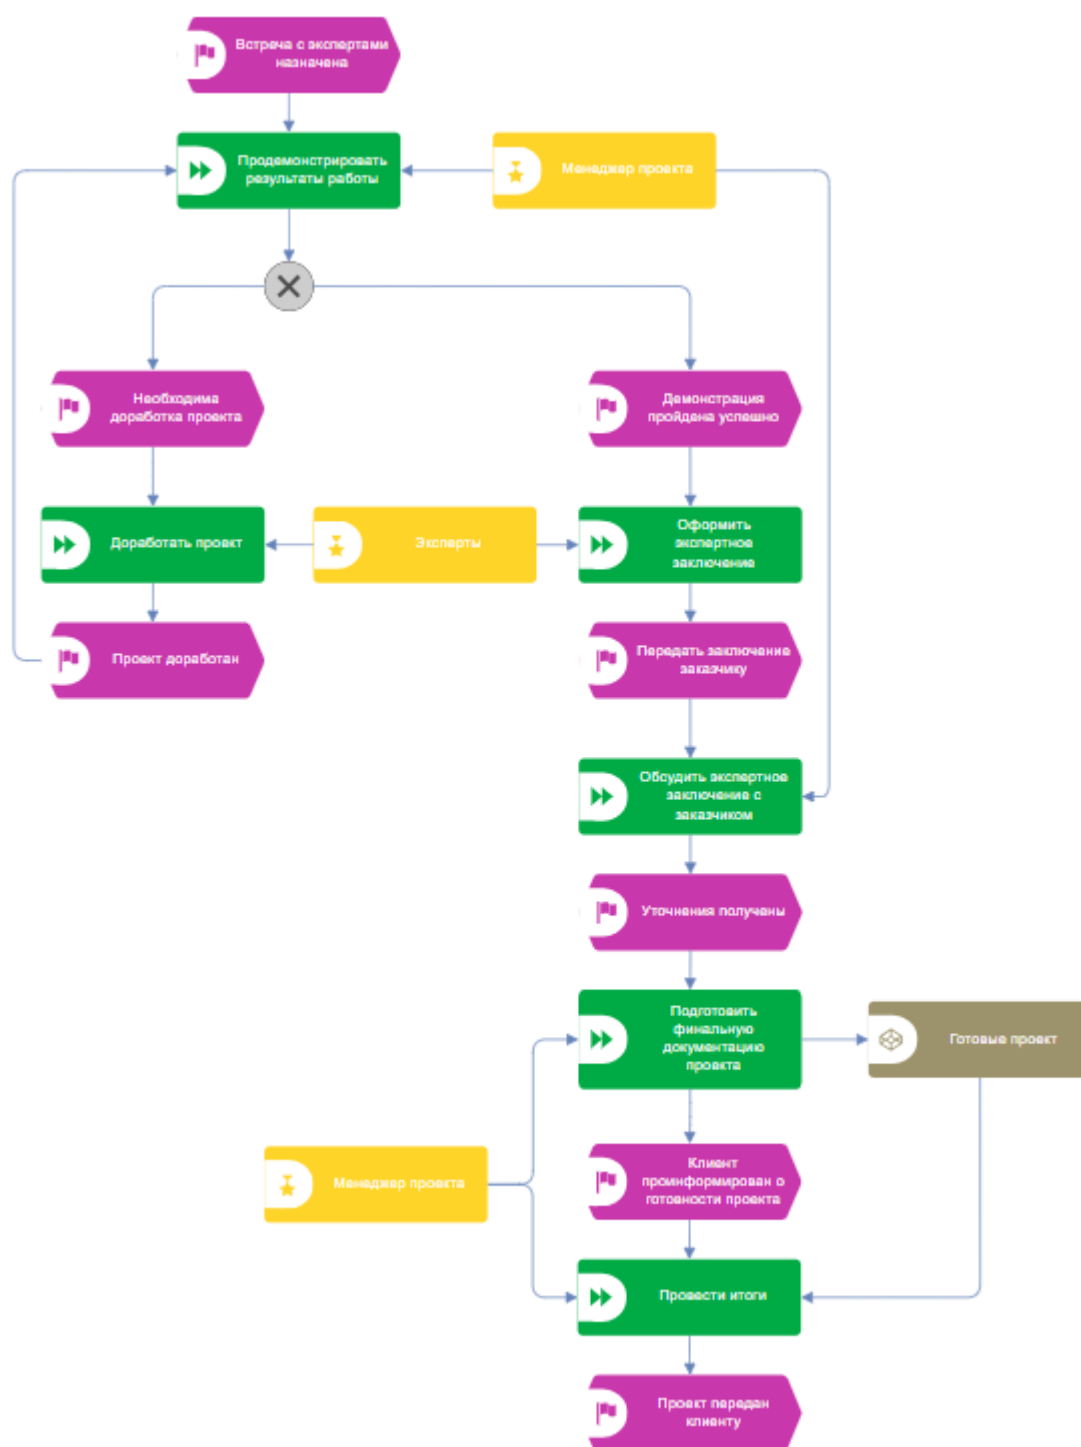 Встреча с экспертами
назначена
Продемонстрировать
результаты работы
Менеджер проекта
Необходима
доработка проекта
Демонстрация
пройдена успешно
Доработать проект
Эксперты
Оформить
экспертное
заключение
Проект доработан
Передать заключение
заказчику
Обсудить экспертное
заключение с
заказчиком
Уточнения получены
Подготовить
финальную
документацию
проекта
Готовые проект
Менеджер проекта
Клиент
проинформирован о
готовности проекта
Провести итоги
Проект передан
клиенту